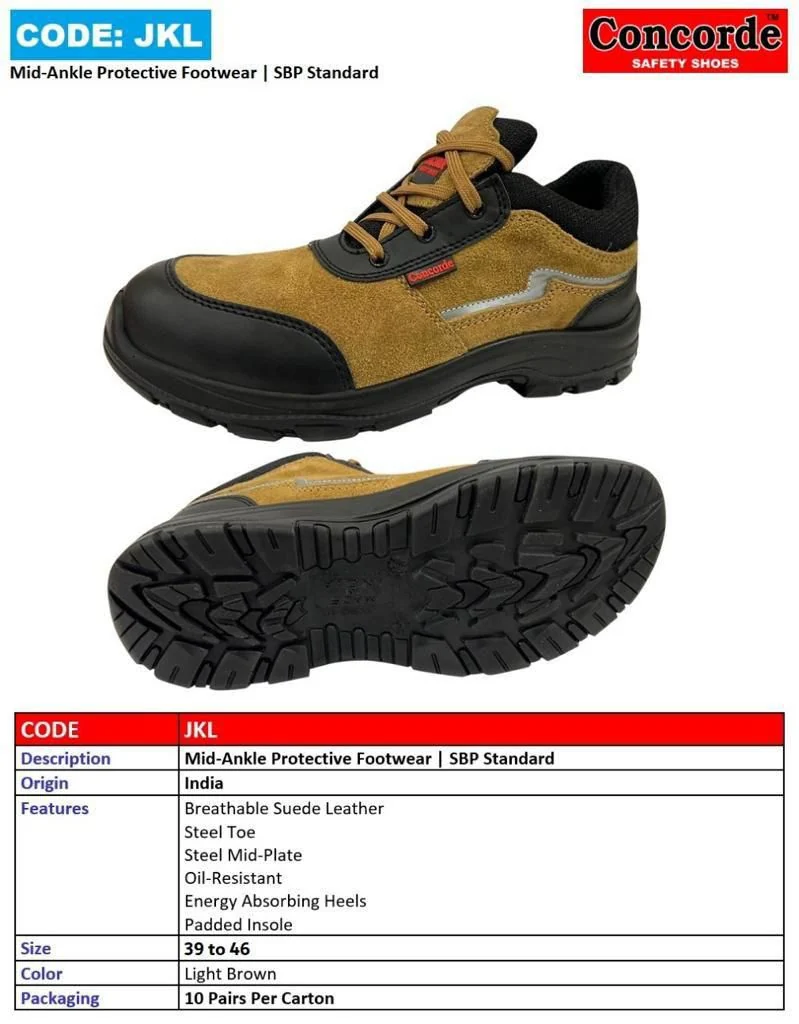 CODE: JKL
Mid-Ankle Protective Footwear | SBP Standard
Concorde™
SAFETY SHOES
Concorde
CODE JKL
Description Mid-Ankle Protective Footwear | SBP Standard
Origin India
Features Breathable Suede Leather
Steel Toe
Steel Mid-Plate
Oil-Resistant
Energy Absorbing Heels
Padded Insole
Size 39 to 46
Color Light Brown
Packaging 10 Pairs Per Carton